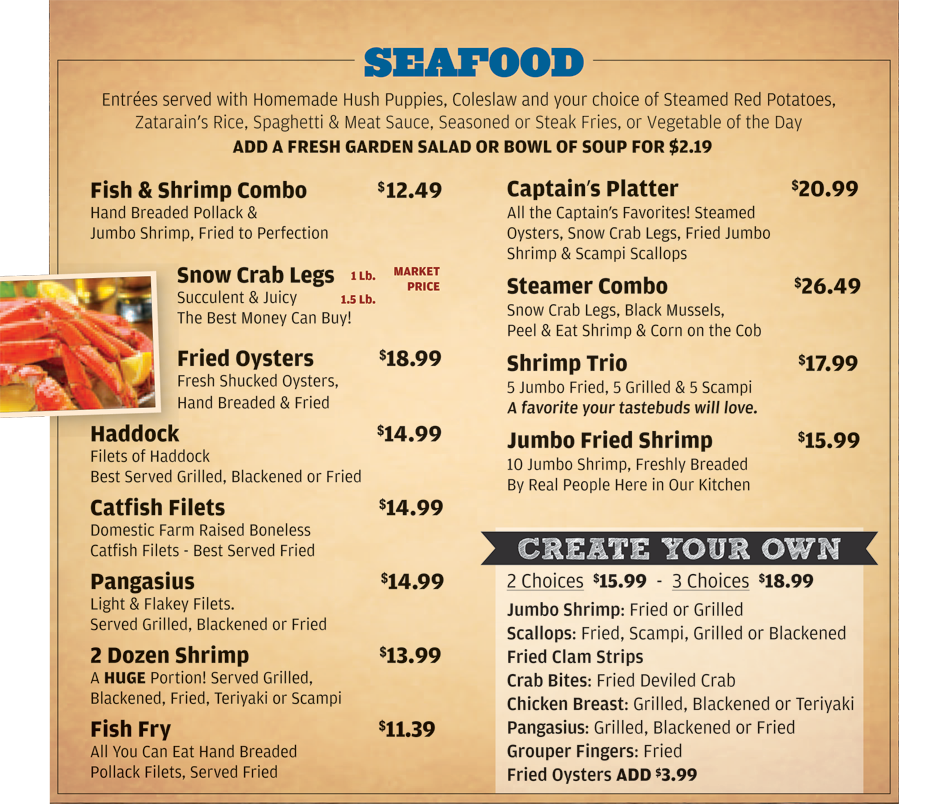 SEAFOOD
Entrées served with Homemade Hush Puppies, Coleslaw and your choice of Steamed Red Potatoes,
Zatarain's Rice, Spaghetti & Meat Sauce, Seasoned or Steak Fries, or Vegetable of the Day
ADD A FRESH GARDEN SALAD OR BOWL OF SOUP FOR $2.19
Fish & Shrimp Combo $12.49
Hand Breaded Pollack &
Jumbo Shrimp, Fried to Perfection
Snow Crab Legs 1 Lb. MARKET
PRICE
Succulent & Juicy 1.5 Lb.
The Best Money Can Buy!
Fried Oysters $18.99
Fresh Shucked Oysters,
Hand Breaded & Fried
Haddock $14.99
Filets of Haddock
Best Served Grilled, Blackened or Fried
Catfish Filets $14.99
Domestic Farm Raised Boneless
Catfish Filets - Best Served Fried
Pangasius $14.99
Light & Flakey Filets.
Served Grilled, Blackened or Fried
2 Dozen Shrimp $13.99
A HUGE Portion! Served Grilled,
Blackened, Fried, Teriyaki or Scampi
Fish Fry $11.39
All You Can Eat Hand Breaded
Pollack Filets, Served Fried
Captain's Platter $20.99
All the Captain's Favorites! Steamed
Oysters, Snow Crab Legs, Fried Jumbo
Shrimp & Scampi Scallops
Steamer Combo $26.49
Snow Crab Legs, Black Mussels,
Peel & Eat Shrimp & Corn on the Cob
Shrimp Trio $17.99
5 Jumbo Fried, 5 Grilled & 5 Scampi
A favorite your tastebuds will love.
Jumbo Fried Shrimp $15.99
10 Jumbo Shrimp, Freshly Breaded
By Real People Here in Our Kitchen
CREATE YOUR OWN
2 Choices $15.99 - 3 Choices $18.99
Jumbo Shrimp: Fried or Grilled
Scallops: Fried, Scampi, Grilled or Blackened
Fried Clam Strips
Crab Bites: Fried Deviled Crab
Chicken Breast: Grilled, Blackened or Teriyaki
Pangasius: Grilled, Blackened or Fried
Grouper Fingers: Fried
Fried Oysters ADD $3.99